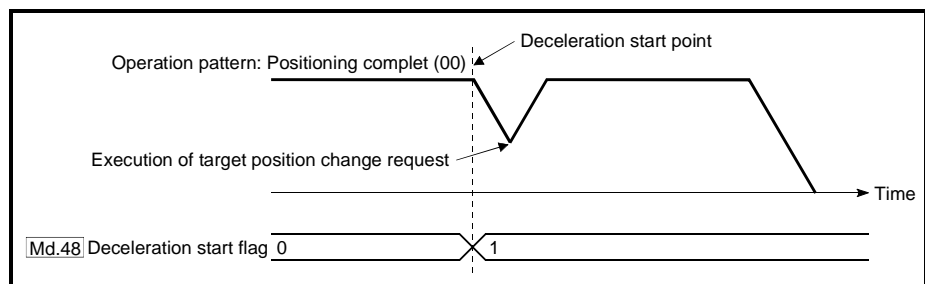 Deceleration start point
Operation pattern: Positioning complet (00)
Execution of target position change request
Time
Md.48 Deceleration start flag 0 1